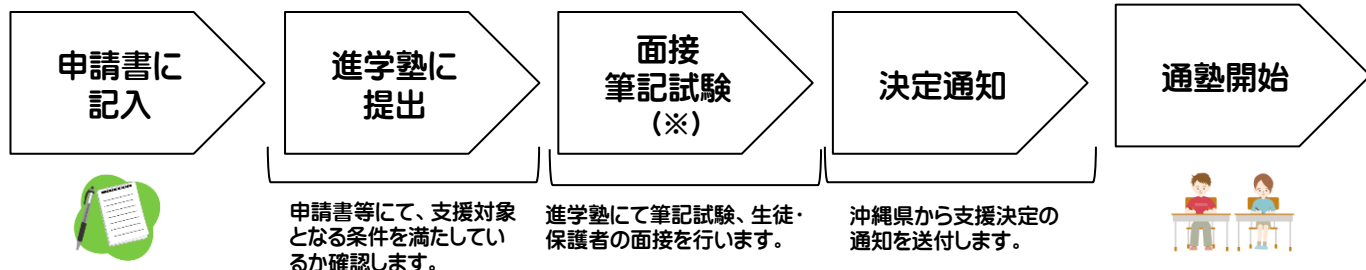 申請書に
記入
進学塾に
提出
面接
筆記試験
(※)
決定通知
通塾開始
申請書等にて、支援対象
となる条件を満たしてい
るか確認します。
進学塾にて筆記試験、生徒・
保護者の面接を行います。
沖縄県から支援決定の
通知を送付します。